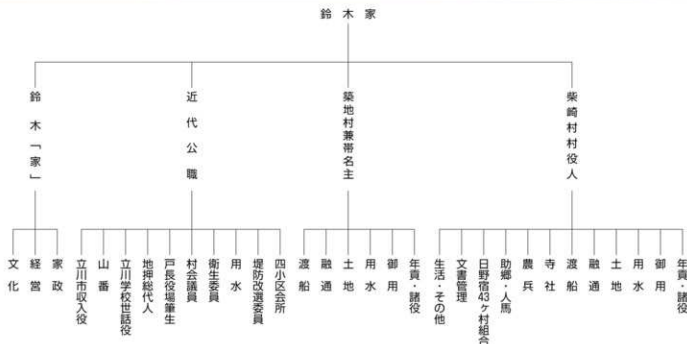 鈴木家
柴崎村村役人
築地村兼帯名主
近代公職
鈴木「家」
年貢・諸役
御用
用水
土地
融通
渡船
寺社
農兵
助郷・人馬
日野宿43ヶ村組合
文書管理
生活・その他
年貢・諸役
御用
用水
土地
融通
渡船
四小区会所
堤防改選委員
用水
衛生委員
村会議員
戸長役場筆生
地押総代人
立川学校世話役
山番
立川市収入役
家政
経営
文化